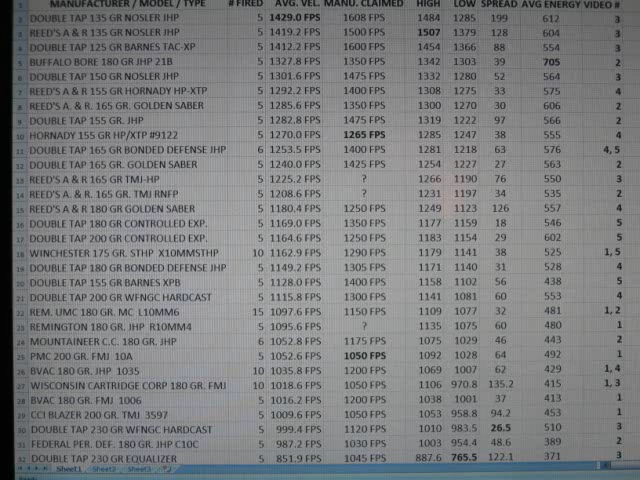 MANUFACTURER / MODEL / TYPE # FIRED AVG. VEL. MANU. CLAIMED HIGH LOW SPREAD AVG ENERGY VIDEO #
2 DOUBLE TAP 135 GR NOSLER JHP 5 1429.0 FPS 1608 FPS 1484 1285 199 612 3
3 REED'S A & R 135 GR NOSLER JHP 5 1419.2 FPS 1500 FPS 1507 1379 128 604 3
4 DOUBLE TAP 125 GR BARNES TAC-XP 5 1412.2 FPS 1600 FPS 1454 1366 88 554 3
5 BUFFALO BORE 180 GR JHP 21B 5 1327.8 FPS 1350 FPS 1342 1303 39 705 2
6 DOUBLE TAP 150 GR NOSLER JHP 5 1301.6 FPS 1475 FPS 1332 1280 52 564 3
7 REED'S A & R 155 GR HORNADY HP-XTP 5 1292.2 FPS 1400 FPS 1308 1275 33 575 4
8 REED'S A. & R. 165 GR. GOLDEN SABER 5 1285.6 FPS 1350 FPS 1300 1270 30 606 2
9 DOUBLE TAP 155 GR. JHP 5 1282.8 FPS 1475 FPS 1319 1222 97 566 2
10 HORNADY 155 GR HP/XTP #9122 5 1270.0 FPS 1265 FPS 1285 1247 38 555 4
11 DOUBLE TAP 165 GR BONDED DEFENSE JHP 6 1253.5 FPS 1400 FPS 1281 1218 63 576 4, 5
12 DOUBLE TAP 165 GR. GOLDEN SABER 5 1240.0 FPS 1425 FPS 1254 1227 27 563 2
13 REED'S A & R 165 GR TMJ-HP 5 1225.2 FPS ? 1266 1190 76 550 3
14 REED'S A. & R. 165 GR. TMJ RNFP 5 1208.6 FPS ? 1231 1197 34 535 2
15 REED'S A & R 180 GR GOLDEN SABER 5 1180.4 FPS 1250 FPS 1249 1123 126 557 4
16 DOUBLE TAP 180 GR CONTROLLED EXP. 5 1169.0 FPS 1350 FPS 1177 1159 18 546 5
17 DOUBLE TAP 200 GR CONTROLLED EXP. 5 1164.6 FPS 1250 FPS 1183 1154 29 602 5
18 WINCHESTER 175 GR. STHP X10MMSTHP 10 1162.9 FPS 1290 FPS 1179 1141 38 525 1, 5
19 DOUBLE TAP 180 GR BONDED DEFENSE JHP 5 1149.2 FPS 1305 FPS 1171 1140 31 528 4
20 DOUBLE TAP 155 GR BARNES XPB 5 1128.0 FPS 1400 FPS 1158 1102 56 438 5
21 DOUBLE TAP 200 GR WFNGC HARDCAST 5 1115.8 FPS 1300 FPS 1141 1081 60 553 4
22 REM. UMC 180 GR. MC L10MM6 15 1097.6 FPS 1150 FPS 1109 1077 32 481 1, 2
23 REMINGTON 180 GR. JHP R10MM4 5 1095.6 FPS ? 1135 1075 60 480 1
24 MOUNTAINEER C.C. 180 GR. JHP 6 1052.8 FPS 1175 FPS 1075 1029 46 443 2
25 PMC 200 GR. FMJ 10A 5 1052.6 FPS 1050 FPS 1092 1028 64 492 1
26 BVAC 180 GR. JHP 1035 10 1035.8 FPS 1200 FPS 1069 1007 62 429 1, 4
27 WISCONSIN CARTRIDGE CORP 180 GR. FMJ 10 1018.6 FPS 1050 FPS 1106 970.8 135.2 415 1, 3
28 BVAC 180 GR. FMJ 1006 5 1016.2 FPS 1200 FPS 1038 1001 37 413 1
29 CCI BLAZER 200 GR. TMJ 3597 5 1009.6 FPS 1050 FPS 1053 958.8 94.2 453 1
30 DOUBLE TAP 230 GR WFNGC HARDCAST 5 999.4 FPS 1120 FPS 1010 983.5 26.5 510 3
31 FEDERAL PER. DEF. 180 GR. JHP C10C 5 987.2 FPS 1030 FPS 1003 954.4 48.6 389 2
32 DOUBLE TAP 230 GR EQUALIZER 5 851.9 FPS 1045 FPS 887.6 765.5 122.1 371 3
Sheet1 Sheet2 Sheet3
Ready